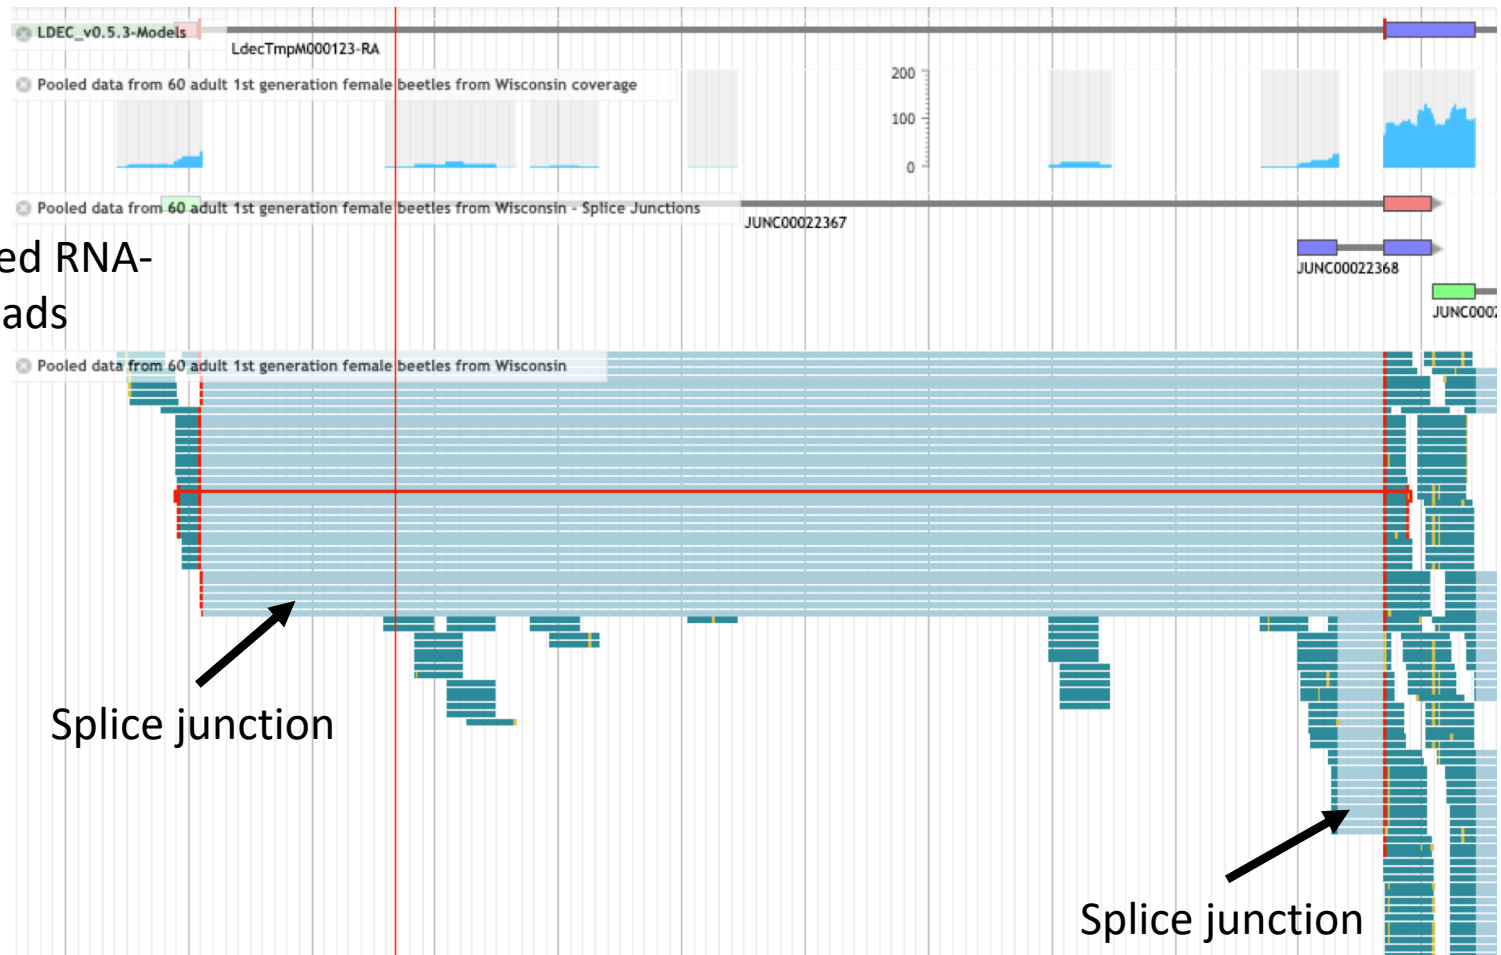 LDEC_v0.5.3-Models
LdecTmpM000123-RA
Pooled data from 60 adult 1st generation female beetles from Wisconsin coverage
200
100
0
Pooled data from 60 adult 1st generation female beetles from Wisconsin - Splice Junctions
JUNC00022367
ed RNA-
ads
JUNC00022368
JUNC0002
Pooled data from 60 adult 1st generation female beetles from Wisconsin
Splice junction
Splice junction